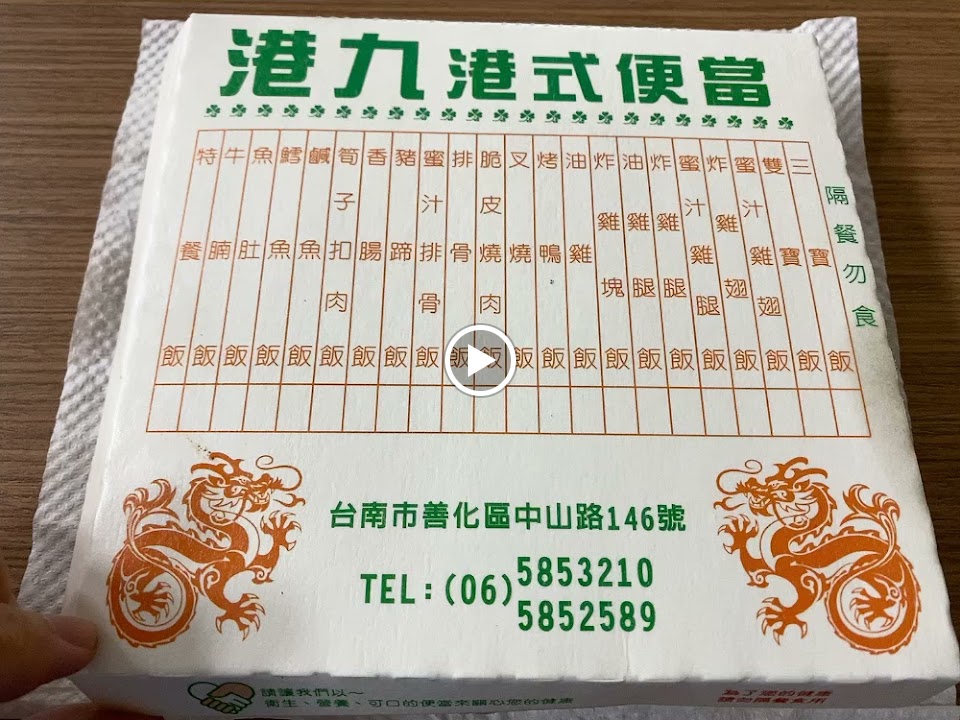 港九港式便當
隔餐勿食
三寶飯
雙寶飯
蜜汁雞翅飯
炸雞翅飯
蜜汁雞腿飯
炸雞腿飯
油雞腿飯
炸雞塊飯
油雞飯
烤鴨飯
叉燒飯
脆皮燒肉飯
排骨飯
蜜汁排骨飯
豬蹄飯
香腸飯
筍子扣肉飯
鹹魚飯
鱈魚飯
魚肚飯
牛腩飯
特餐飯
台南市善化區中山路146號
TEL:(06)5853210
5852589
請讓我們以~
衛生、營養、可口的便當來關心您的健康
為了您的健康
請勿隔餐食用